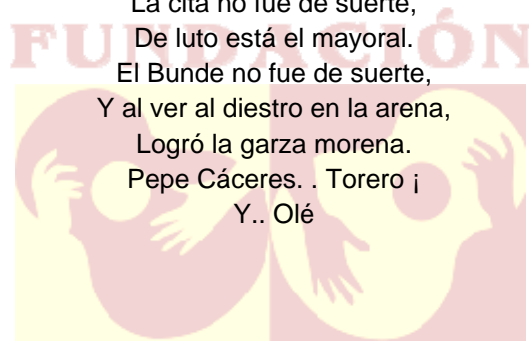 La cita no fue de suerte,
FUNDACIÓN
De luto está el mayoral.
El Bunde no fue de suerte,
Y al ver al diestro en la arena,
Logró la garza morena.
Pepe Cáceres. . Torero ¡
Y.. Olé